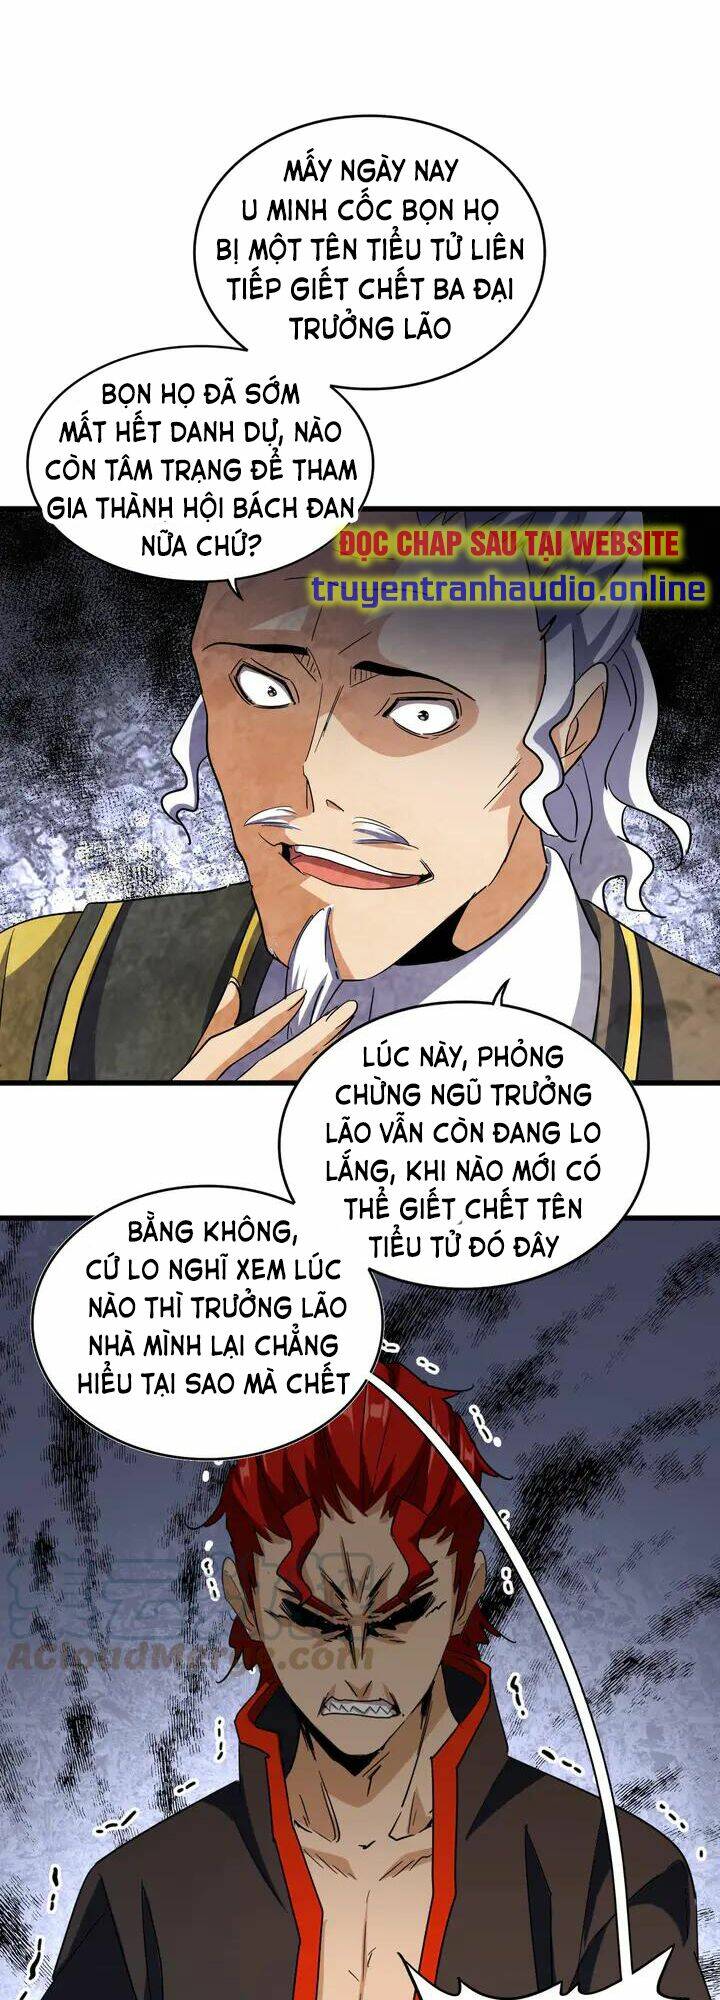 MẤY NGÀY NAY
U MINH CỐC BỌN HỌ
BỊ MỘT TÊN TIỂU TỬ LIÊN
TIẾP GIẾT CHẾT BA ĐẠI
TRƯỞNG LÃO
BỌN HỌ ĐÃ SỚM
MẤT HẾT DANH DỰ, NÀO
CÒN TÂM TRẠNG ĐỂ THAM
GIA THÀNH HỘI BÁCH ĐAN
NỮA CHỨ?
ĐỌC CHAP SAU TẠI WEBSITE
truyentranhaudio.online
LÚC NÀY, PHỎNG
CHỪNG NGŨ TRƯỞNG
LÃO VẪN CÒN ĐANG LO
LẮNG, KHI NÀO MỚI CÓ
THỂ GIẾT CHẾT TÊN
TIỂU TỬ ĐÓ ĐÂY
BẰNG KHÔNG,
CỨ LO NGHĨ XEM LÚC
NÀO THÌ TRƯỞNG LÃO
NHÀ MÌNH LẠI CHẲNG
HIỂU TẠI SAO MÀ CHẾT
ACloudMerge.com